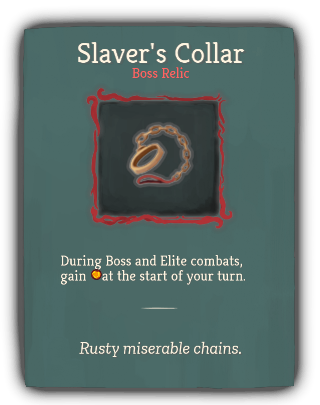 Slaver's Collar
Boss Relic
During Boss and Elite combats,
gain at the start of your turn.
Rusty miserable chains.